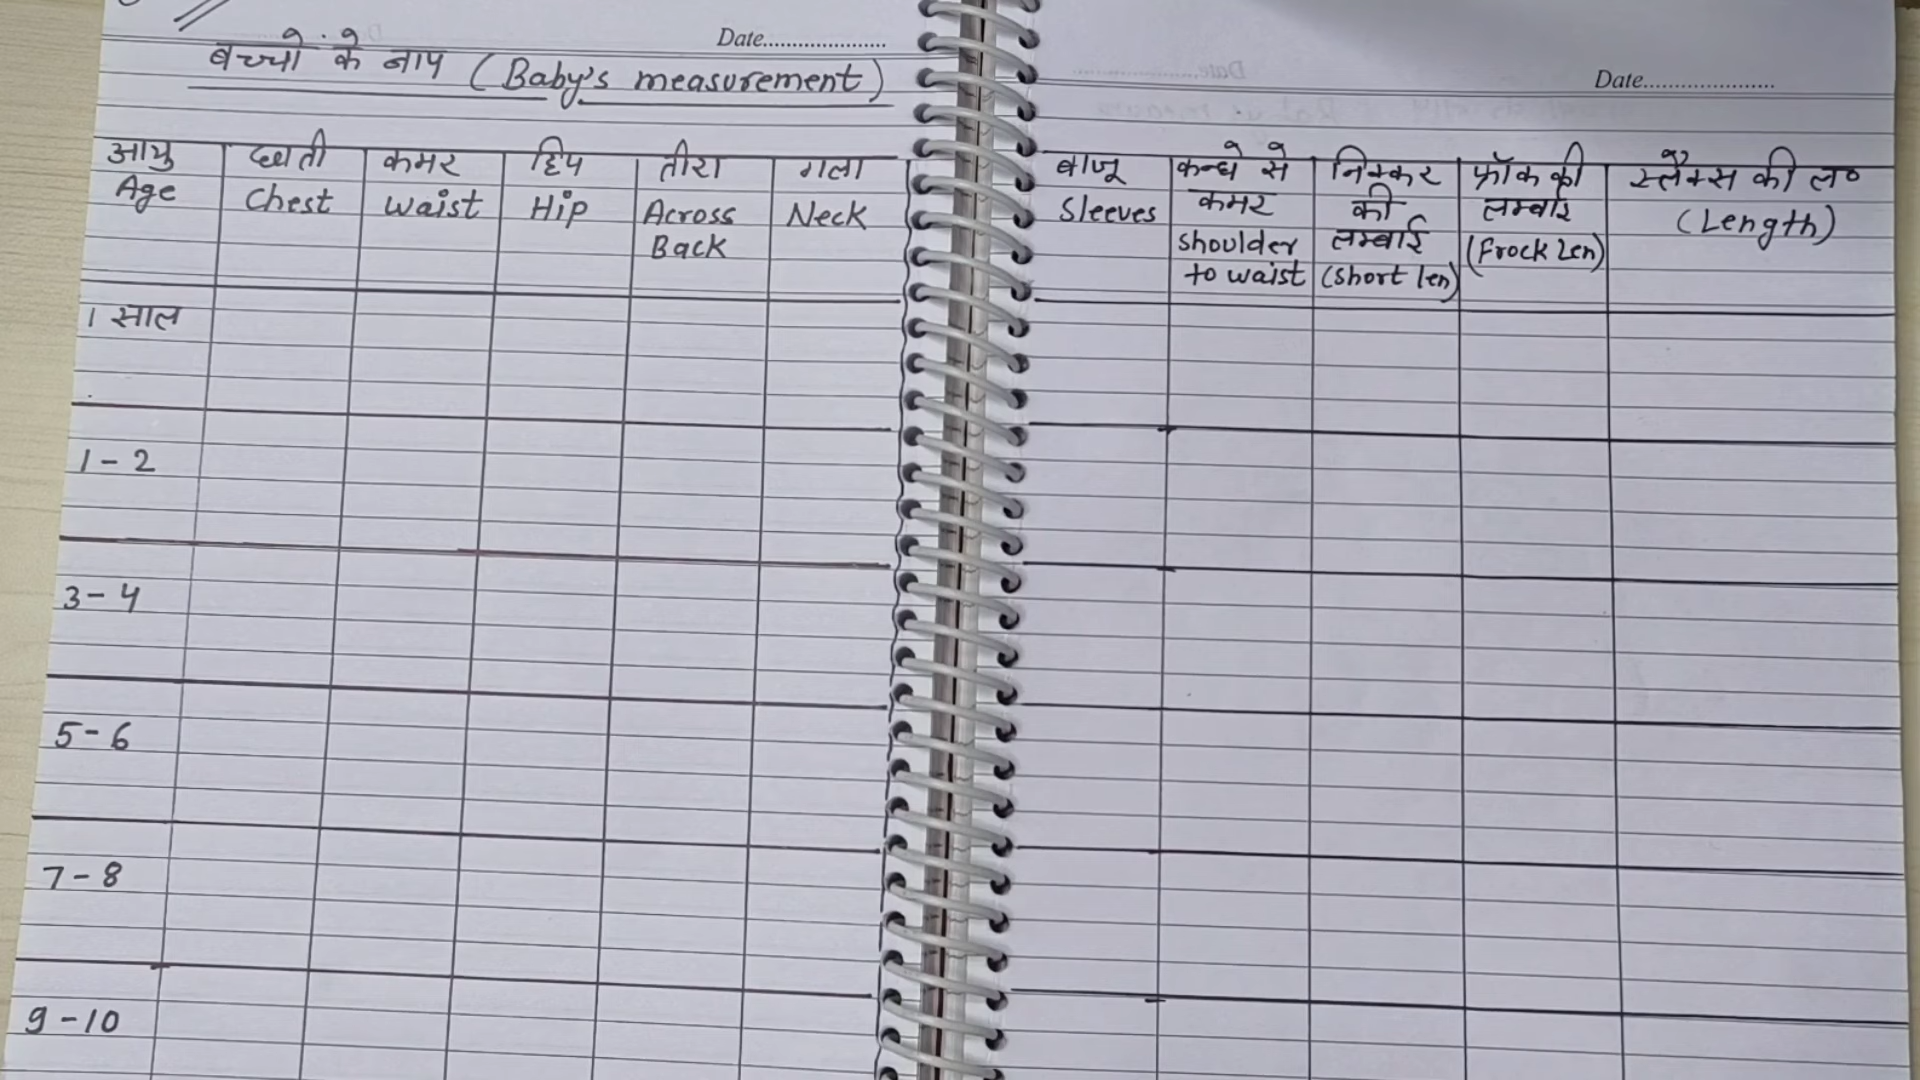 Date.....................
बच्चो के नाप (Baby's measurement)
आयु
Age
छाती
Chest
कमर
waist
हिप
Hip
तीरा
Across
Back
गला
Neck
1 साल
1-2
3-4
5-6
7-8
9-10
Date.....................
बाजू
Sleeves
कन्धे से
कमर
shoulder
to waist
निक्कर
की
लम्बाई
(short len)
फ्रॉक की
लम्बाई
(Frock Len)
स्लैक्स की ल॰
(Length)